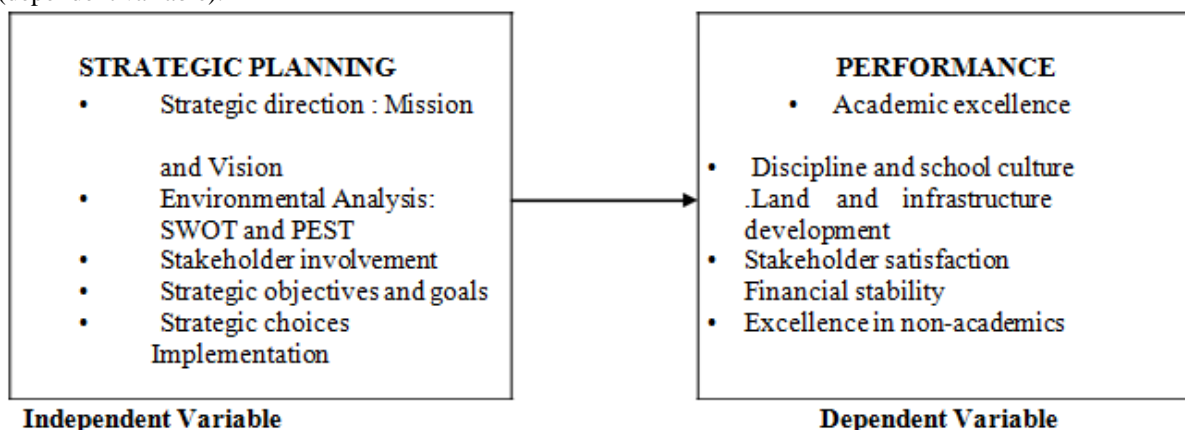 (dependent variable).
STRATEGIC PLANNING
• Strategic direction : Mission
and Vision
• Environmental Analysis:
SWOT and PEST
• Stakeholder involvement
• Strategic objectives and goals
• Strategic choices
Implementation
Independent Variable
PERFORMANCE
• Academic excellence
• Discipline and school culture
.Land and infrastructure
development
• Stakeholder satisfaction
Financial stability
• Excellence in non-academics
Dependent Variable